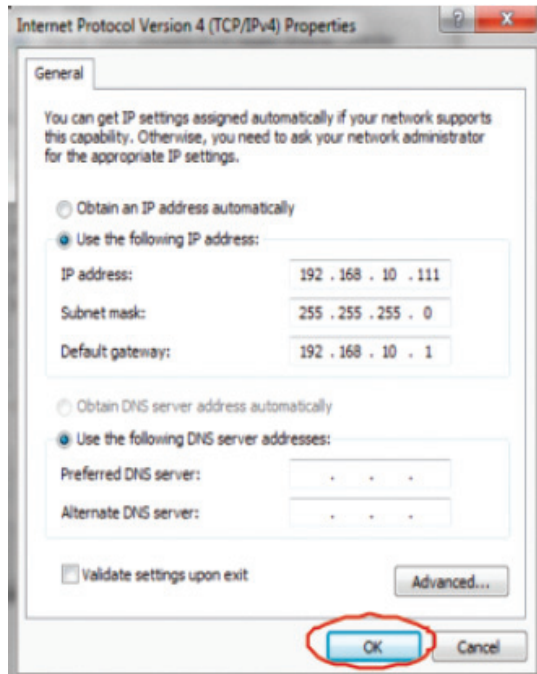 Internet Protocol Version 4 (TCP/IPv4) Properties
? X
General
You can get IP settings assigned automatically if your network supports
this capability. Otherwise, you need to ask your network administrator
for the appropriate IP settings.
Obtain an IP address automatically
Use the following IP address:
IP address: 192 . 168 . 10 . 111
Subnet mask: 255 . 255 . 255 . 0
Default gateway: 192 . 168 . 10 . 1
Obtain DNS server address automatically
Use the following DNS server addresses:
Preferred DNS server: . . .
Alternate DNS server: . . .
Validate settings upon exit
Advanced...
OK Cancel